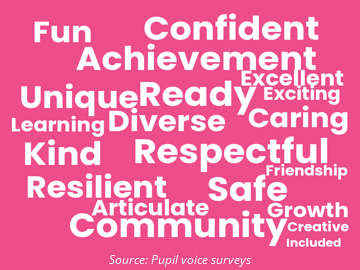 Fun Confident
Achievement
Excellent
Unique Ready Exciting
Learning Diverse Caring
Kind Respectful
Friendship
Resilient Safe
Articulate Growth
Community Creative
Included
Source: Pupil voice surveys